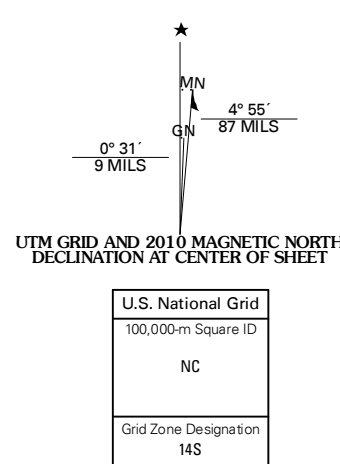 ★
MN
4° 55´
87 MILS
GN
0° 31´
9 MILS
UTM GRID AND 2010 MAGNETIC NORTH
DECLINATION AT CENTER OF SHEET
U.S. National Grid
100,000-m Square ID
NC
Grid Zone Designation
14S